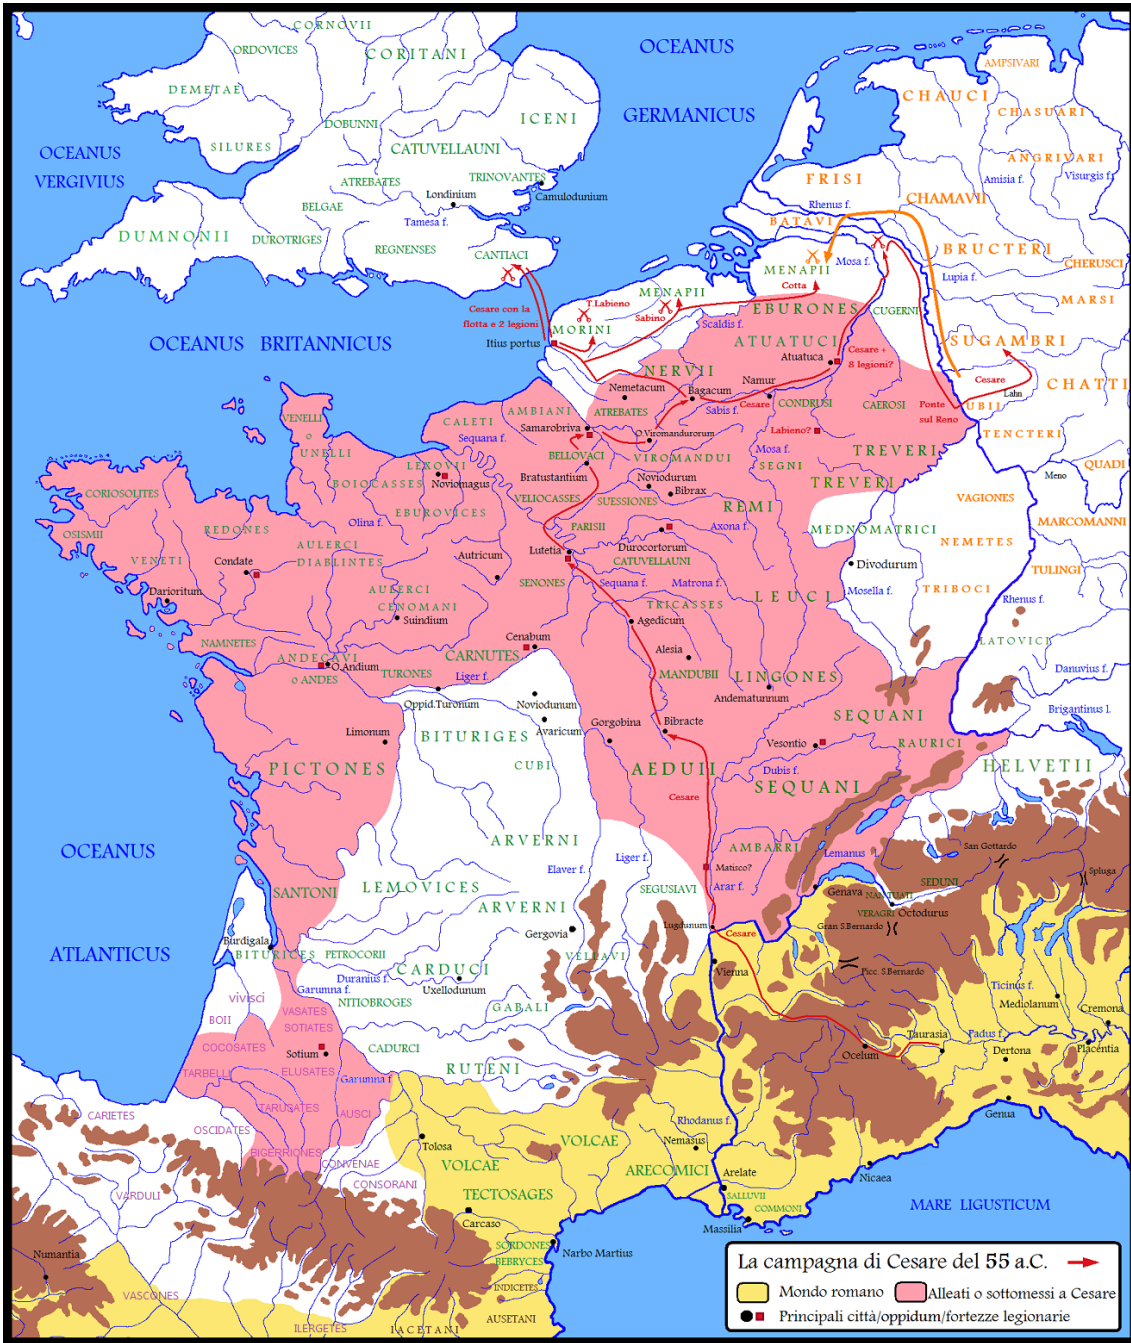 CORNOVII
ORDOVICES
CORITANI
OCEANUS
GERMANICUS
AMPSIVARI
CHAUCI
CHASUARI
DEMETAE
DOBUNNI
ICENI
SILURES
CATUVELLAUNI
ANGRIVARI
OCEANUS
VERGIVIUS
ATREBATES
TRINOVANTES
FRISI
Amisia f.
Visurgis f.
Londinium
Camulodunum
Rhenus f.
CHAMAVII
BELGAE
Tamesa f.
BATAVI
DUMNONII
DUROTRIGES
REGNENSES
CANTIACI
BRUCTERI
Mosa f.
CHERUSCI
MENAPII
Lupia f.
Cotta
MENAPII
T.Labieno
MARSI
Cesare con la
flotta e 2 legioni
Sabino
EBURONES
CUGERNI
MORINI
Scaldis f.
OCEANUS BRITANNICUS
Itius portus
ATUATUCI
SUGAMBRI
Atuatuca
Cesare +
8 legioni?
NERVII
Nemetacum
Bagacum
Namur
Cesare
CHATTI
Lahn
AMBIANI
ATREBATES
Sabis f.
Cesare
CONDRUSI
CAEROSI
Ponte
sul Reno
UBII
VENELLI
o
UNELLI
CALETI
Samarobriva
Sequana f.
O.Viromandurorum
Labieno?
TENCTERI
BELLOVACI
VIROMANDUI
Mosa f.
TREVERI
LEXOVII
SEGNI
QUADI
Bratustantium
Noviodurum
Meno
BOIOCASSES
Noviomagus
TREVERI
CORIOSOLITES
VELIOCASSES
SUESSIONES
Bibrax
VAGIONES
EBUROVICES
REMI
OSISMII
REDONES
Olina f.
PARISII
Axona f.
MEDNOMATRICI
MARCOMANNI
AULERCI
DIABLINTES
Autricum
Lutetia
Durocortorum
NEMETES
VENETI
Condate
CATUVELLAUNI
Divodurum
TULINGI
SENONES
Sequana f.
Matrona f.
Darioritum
AULERCI
CENOMANI
TRICASSES
LEUCI
Mosella f.
TRIBOCI
Rhenus f.
Suindium
Agedicum
NAMNETES
Cenabum
Alesia
LATOVICI
ANDECAVI
o ANDES
O.Andium
CARNUTES
TURONES
Liger f.
MANDUBII
LINGONES
Danuvius f.
Oppid.Turonum
Noviodunum
Andematunnum
Brigantinus l.
Limonum
Avaricum
Gorgobina
Bibracte
SEQUANI
BITURIGES
Vesontio
RAURICI
CUBI
PICTONES
AEDUII
Dubis f.
HELVETII
SEQUANI
Cesare
ARVERNI
AMBARRI
San Gottardo
OCEANUS
Liger f.
Lemanus l.
Elaver f.
Matisco?
Spluga
LEMOVICES
SEGUSIAVI
Arar f.
Genava
NANTUATI
SEDUNI
SANTONI
ARVERNI
VERAGRI
Octodurus
Lugdunum
Gran S.Bernardo
Burdigala
Gergovia
Cesare
ATLANTICUS
BITURICES
PETROCORII
VELLAVI
CARDUCI
Vienna
Picc. S.Bernardo
Duranius f.
Uxellodunum
Garumna f.
Ticinus f.
vivisci
NITIOBROGES
Mediolanum
GABALI
BOII
VASATES
Cremona
SOTIATES
Taurasia
Padus f.
COCOSATES
Sotium
CADURCI
Ocelum
Dertona
Placentia
TARBELLI
ELUSATES
RUTENI
Garumna f
CARIETES
TARUSATES
AUSCI
Genua
Rhodanus f.
OSCIDATES
Tolosa
VOLCAE
Nemasus
BIGERRIONES
CONVENAE
VOLCAE
ARECOMICI
Arelate
Nicaea
CONSORANI
VARDULI
TECTOSAGES
SALLUVII
COMMONI
MARE LIGUSTICUM
Carcaso
Massilia
SORDONES
Narbo Martius
Numantia
BEBRYCES
La campagna di Cesare del 55 a.C.
VASCONES
INDICETES
Mondo romano
Alleati o sottomessi a Cesare
AUSETANI
Principali città/oppidum/fortezze legionarie
ILERGETES
IACETANI